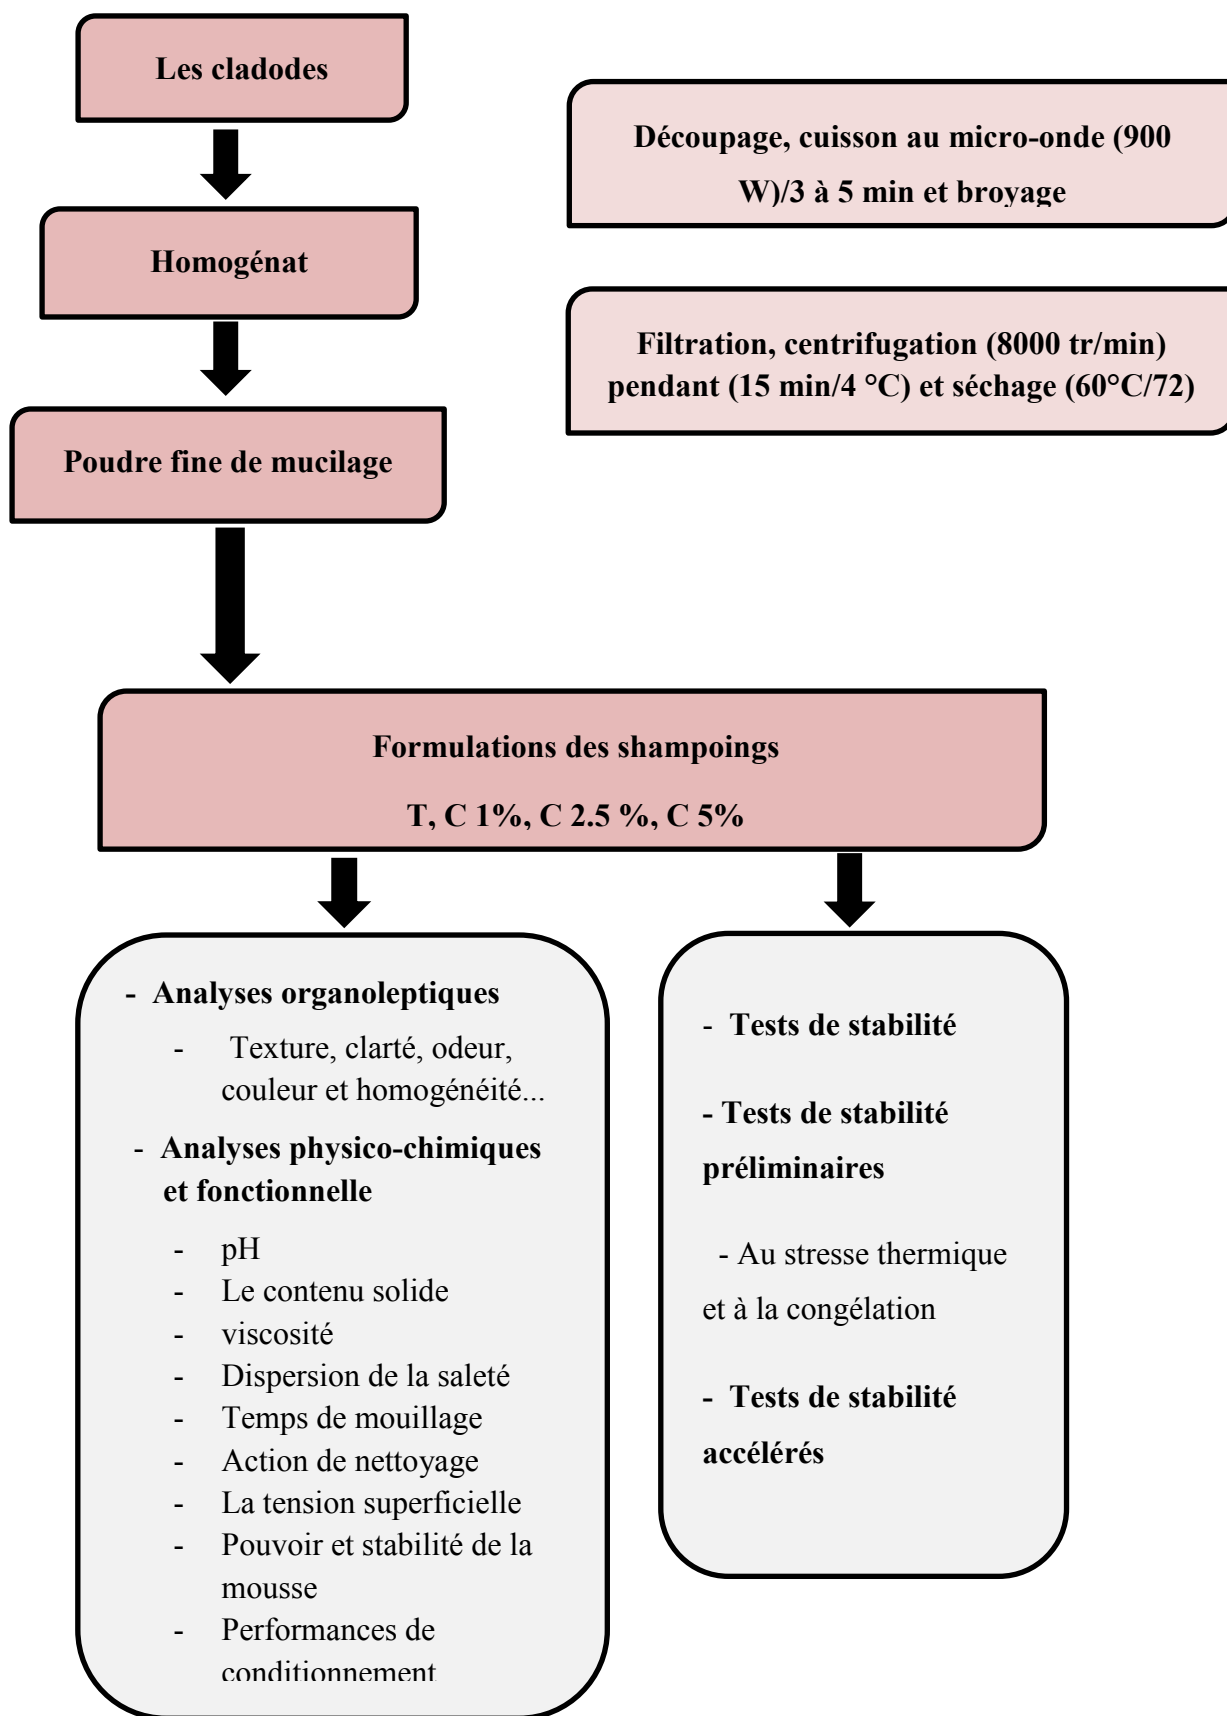 Les cladodes
Découpage, cuisson au micro-onde (900
W)/3 à 5 min et broyage
Homogénat
Filtration, centrifugation (8000 tr/min)
pendant (15 min/4 °C) et séchage (60°C/72)
Poudre fine de mucilage
Formulations des shampoings
T, C 1%, C 2.5 %, C 5%
- Analyses organoleptiques
- Texture, clarté, odeur,
couleur et homogénéité...
- Analyses physico-chimiques
et fonctionnelle
- pH
- Le contenu solide
- viscosité
- Dispersion de la saleté
- Temps de mouillage
- Action de nettoyage
- La tension superficielle
- Pouvoir et stabilité de la
mousse
- Performances de
conditionnement
- Tests de stabilité
- Tests de stabilité
préliminaires
- Au stresse thermique
et à la congélation
- Tests de stabilité
accélérés